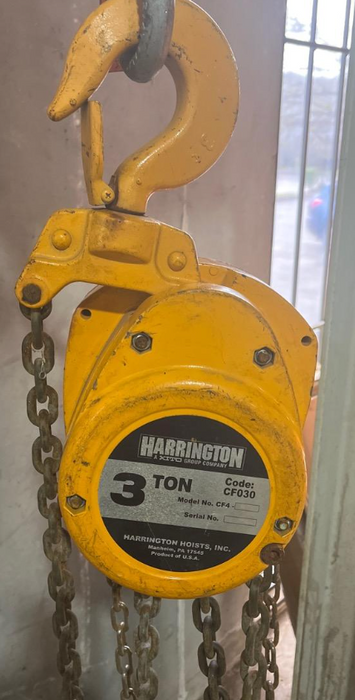 HARRINGTON
A KITO GROUP COMPANY
3 TON
Code:
CF030
Model No. CF4 -
Serial No.
HARRINGTON HOISTS, INC.
Manheim, PA 17545
Product of U.S.A.